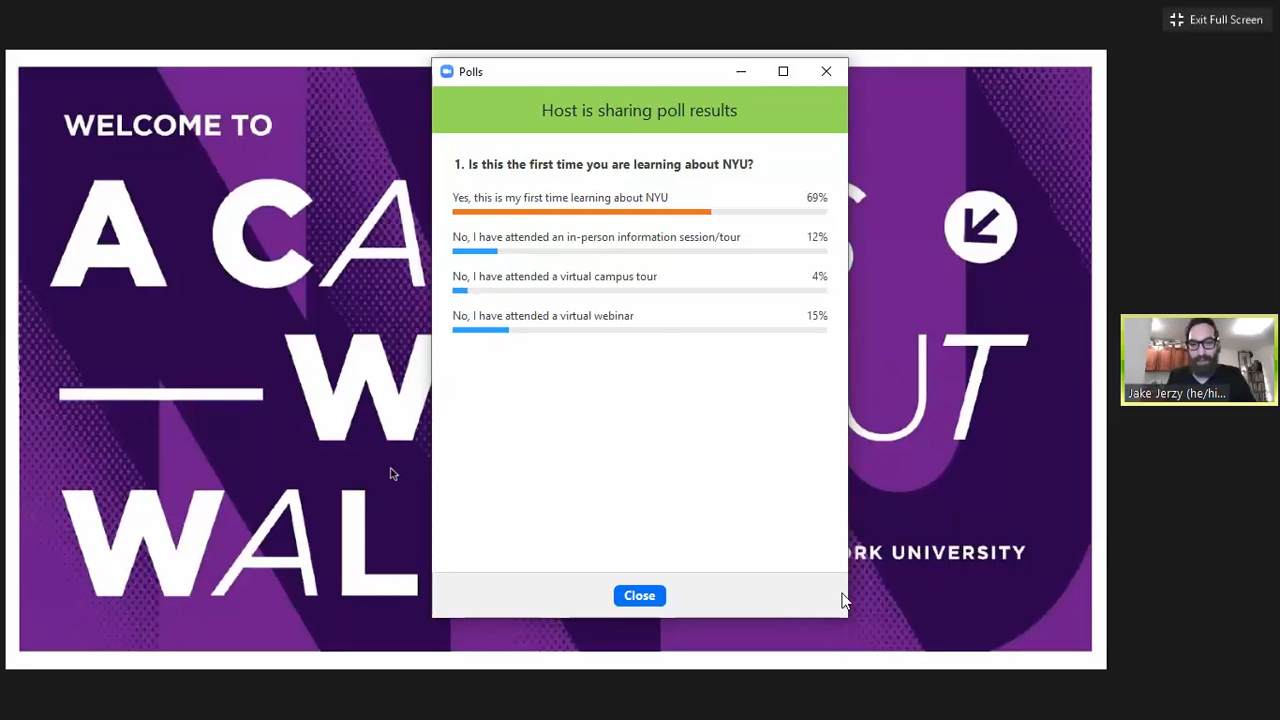 Exit Full Screen
Polls
Host is sharing poll results
1. Is this the first time you are learning about NYU?
Yes, this is my first time learning about NYU 69%
No, I have attended an in-person information session/tour 12%
No, I have attended a virtual campus tour 4%
No, I have attended a virtual webinar 15%
Close
WELCOME TO
A CA
W UT
WAL
UNIVERSITY
Jake Jerzy (he/hi...